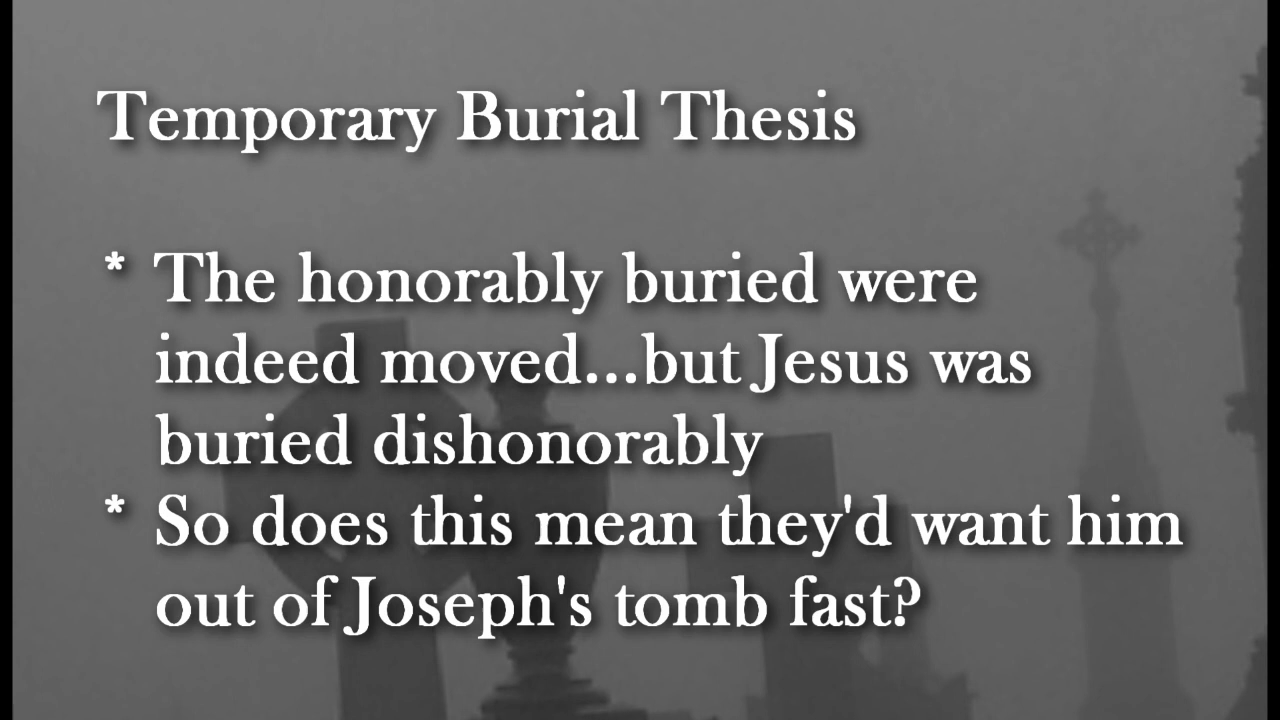 Temporary Burial Thesis
* The honorably buried were
indeed moved...but Jesus was
buried dishonorably
* So does this mean they'd want him
out of Joseph's tomb fast?